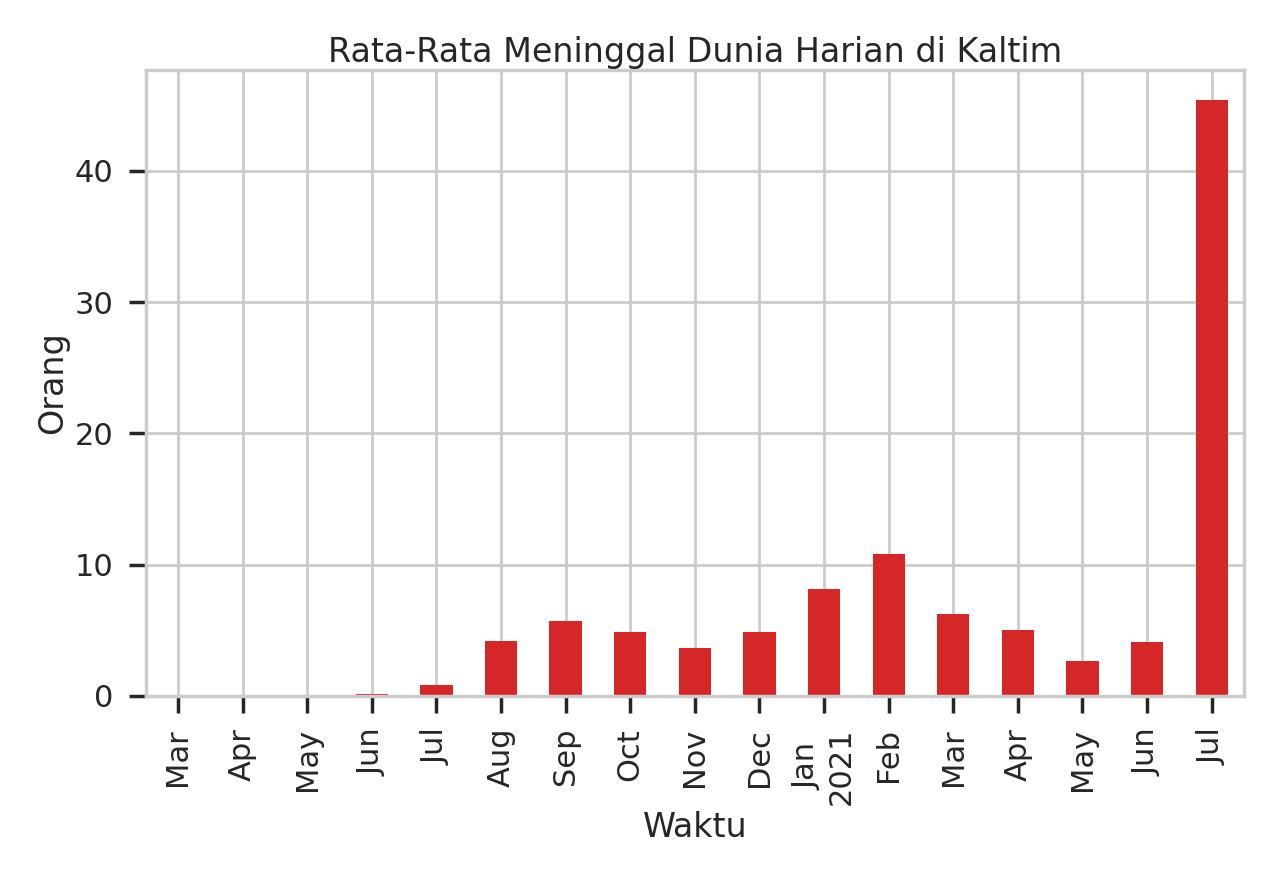 Rata-Rata Meninggal Dunia Harian di Kaltim
Orang
40
30
20
10
0
Mar
Apr
May
Jun
Jul
Aug
Sep
Oct
Nov
Dec
Jan
2021
Feb
Mar
Apr
May
Jun
Jul
Waktu